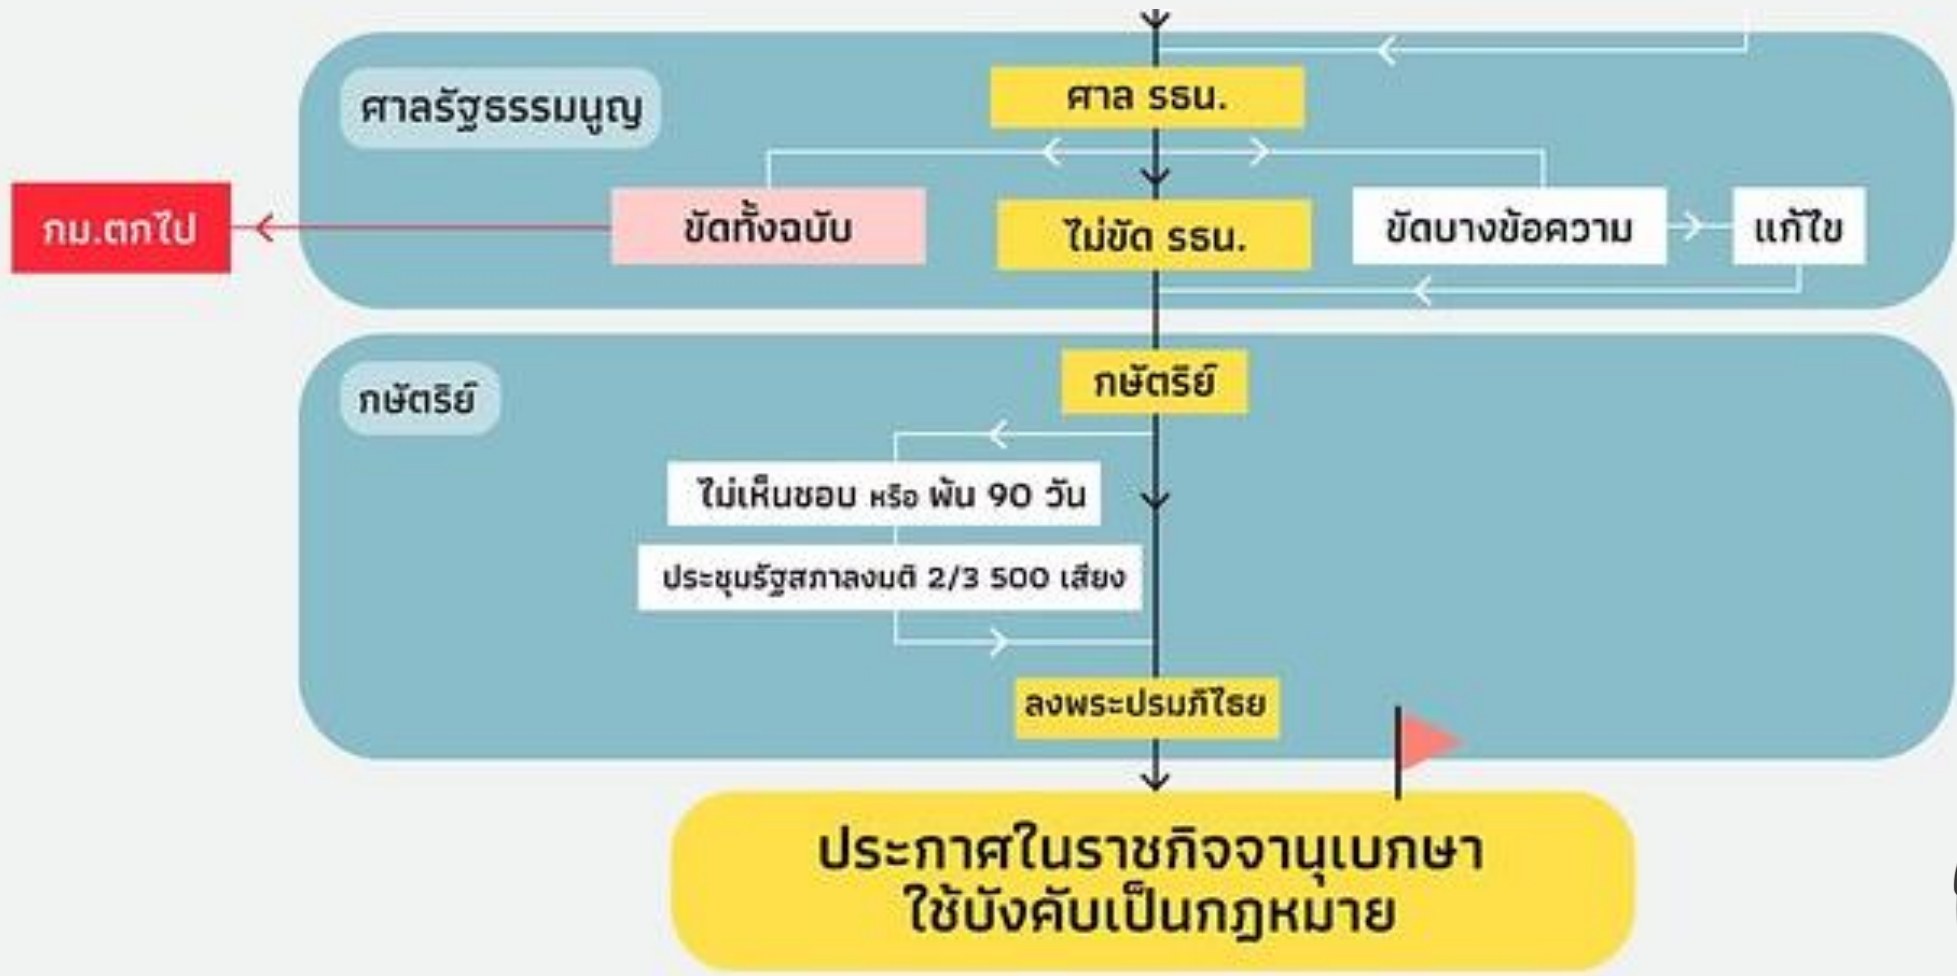 ศาลรัฐธรรมนูญ
ศาล รธน.
กม.ตกไป
ขัดทั้งฉบับ
ไม่ขัด รธน.
ขัดบางข้อความ
แก้ไข
กษัตริย์
กษัตริย์
ไม่เห็นชอบ หรือ พ้น 90 วัน
ประชุมรัฐสภาลงมติ 2/3 500 เสียง
ลงพระปรมภิไธย
ประกาศในราชกิจจานุเบกษา
ใช้บังคับเป็นกฎหมาย